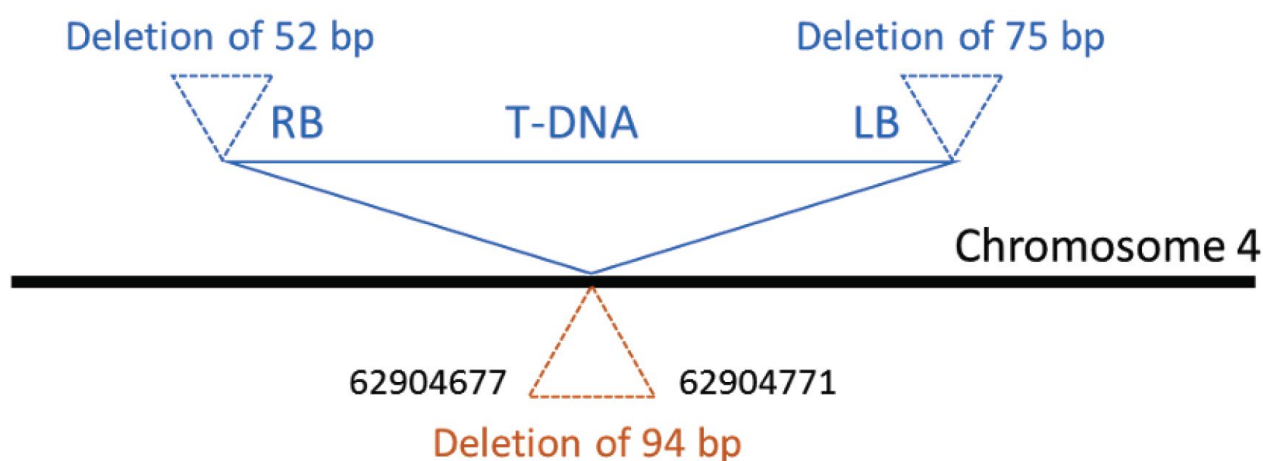 Deletion of 52 bp
Deletion of 75 bp
RB
T-DNA
LB
Chromosome 4
62904677
62904771
Deletion of 94 bp